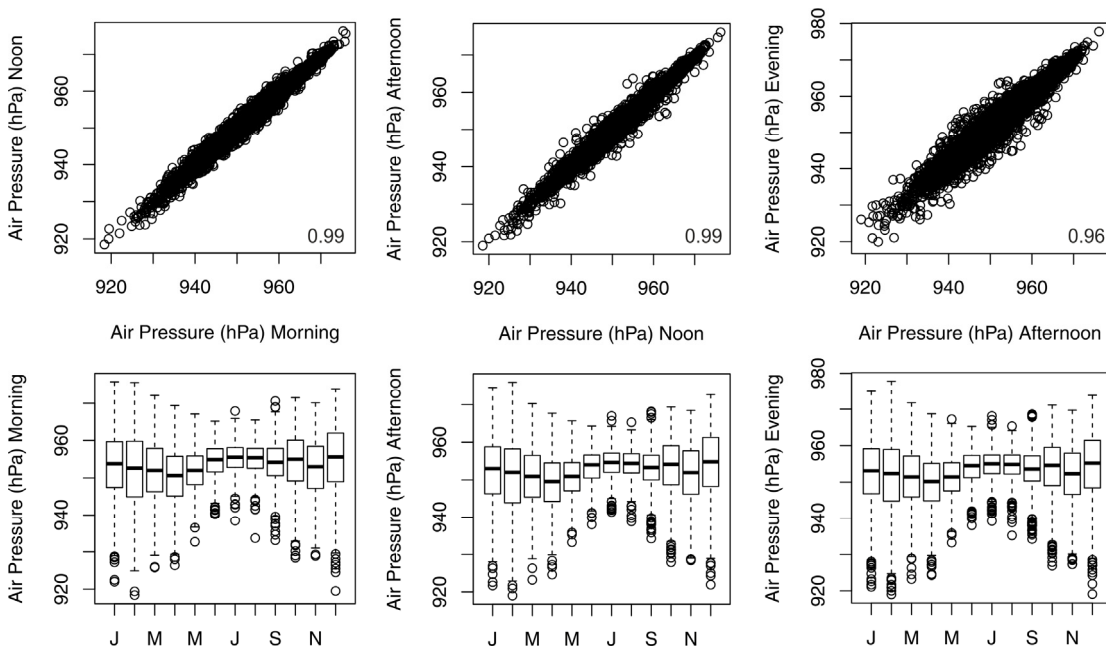 Air Pressure (hPa) Noon
960
940
920
0.99
920
940
960
Air Pressure (hPa) Morning
Air Pressure (hPa) Afternoon
960
940
920
0.99
920
940
960
Air Pressure (hPa) Noon
Air Pressure (hPa) Evening
980
960
940
920
0.96
920
940
960
Air Pressure (hPa) Afternoon
Air Pressure (hPa) Morning
960
940
920
J M M J S N
Air Pressure (hPa) Afternoon
960
940
920
J M M J S N
Air Pressure (hPa) Evening
980
960
940
920
J M M J S N